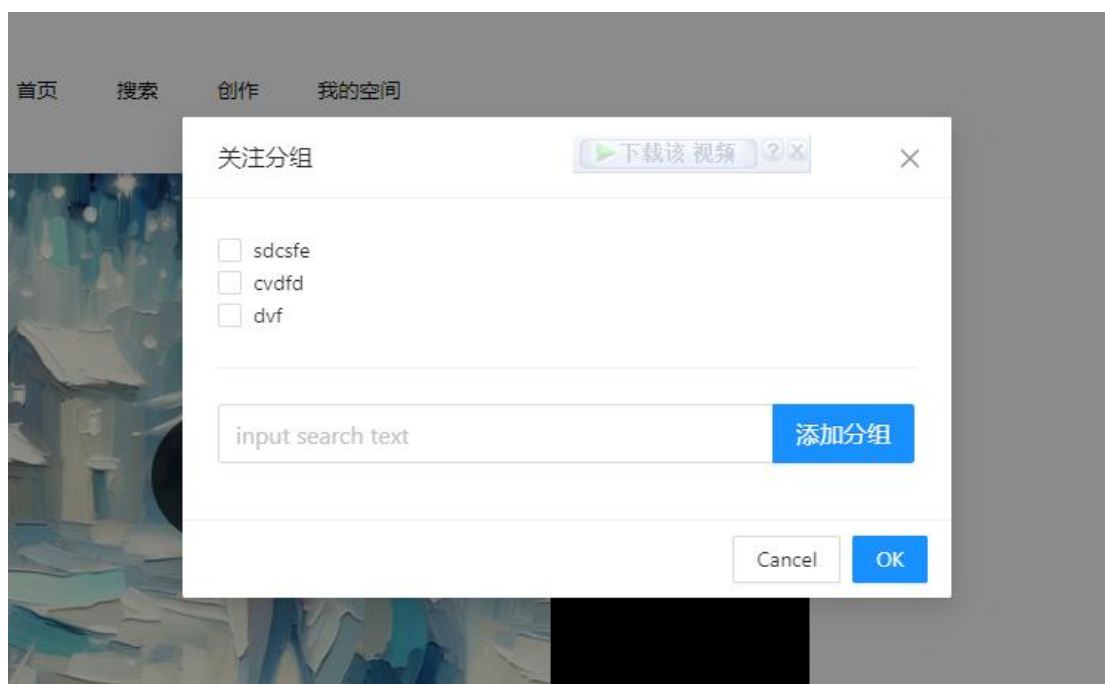 首页 搜索 创作 我的空间
关注分组
下载该 视频
sdcsfe
cvdfd
dvf
input search text 添加分组
Cancel OK